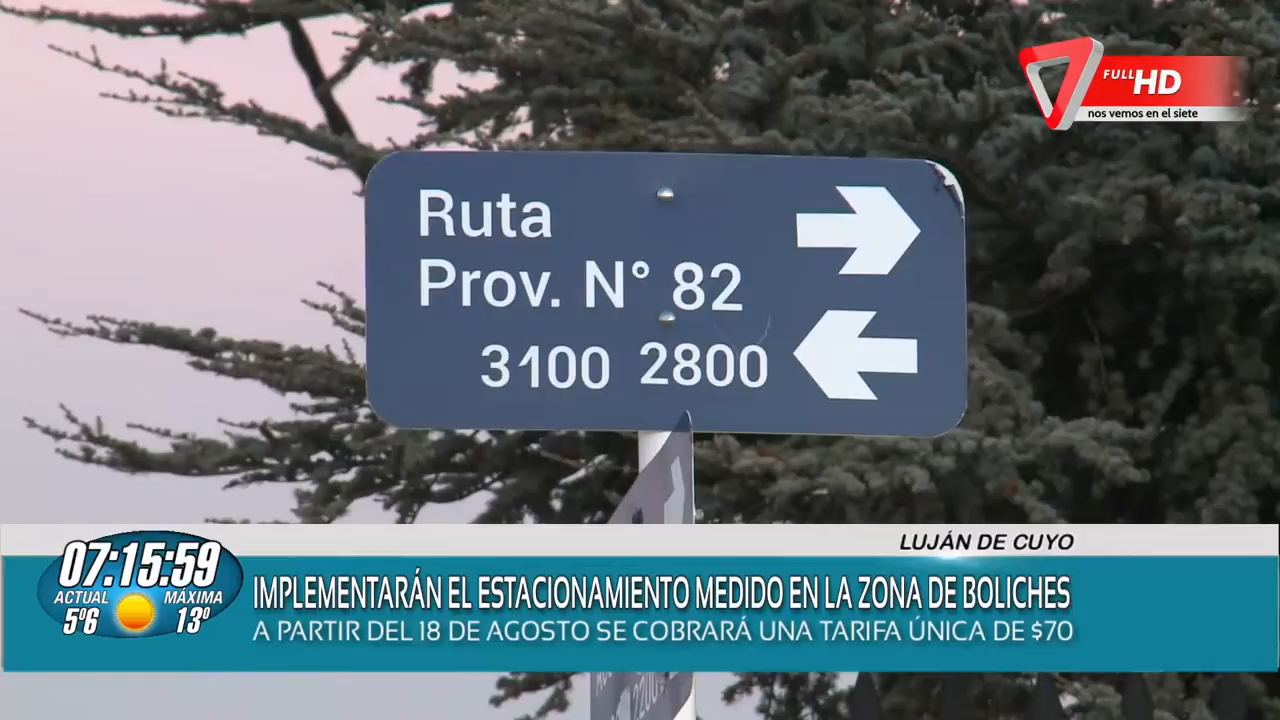 FULL HD
nos vemos en el siete
Ruta
Prov. N° 82
3100 2800
LUJÁN DE CUYO
07:15:59
ACTUAL MÁXIMA
5º6 13º
IMPLEMENTARÁN EL ESTACIONAMIENTO MEDIDO EN LA ZONA DE BOLICHES
A PARTIR DEL 18 DE AGOSTO SE COBRARÁ UNA TARIFA ÚNICA DE $70
2200